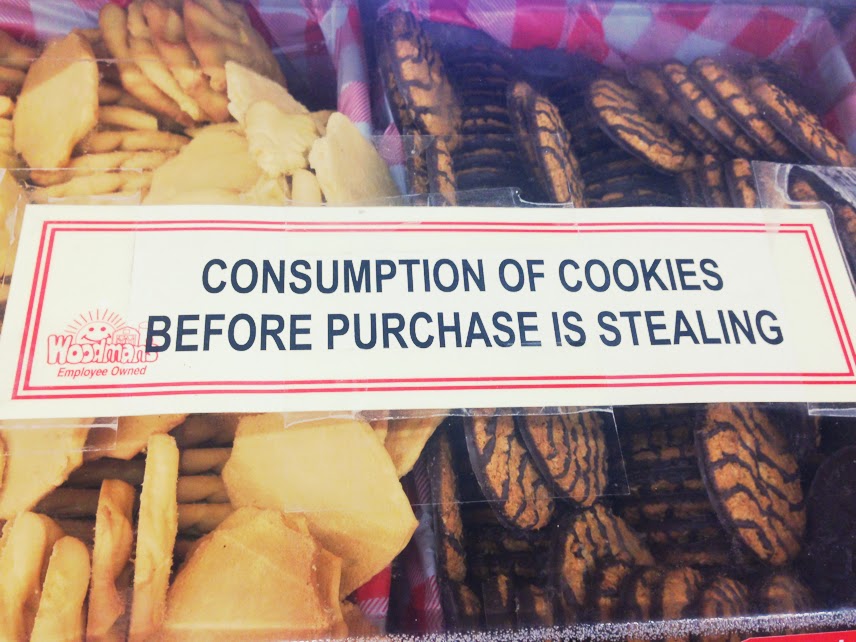 CONSUMPTION OF COOKIES
BEFORE PURCHASE IS STEALING
Woodman's
Employee Owned